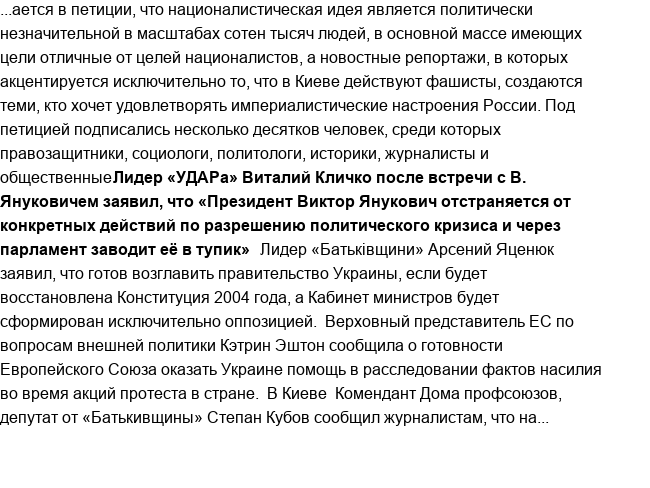 ...ается в петиции, что националистическая идея является политически
незначительной в масштабах сотен тысяч людей, в основной массе имеющих
цели отличные от целей националистов, а новостные репортажи, в которых
акцентируется исключительно то, что в Киеве действуют фашисты, создаются
теми, кто хочет удовлетворять империалистические настроения России. Под
петицией подписались несколько десятков человек, среди которых
правозащитники, социологи, политологи, историки, журналисты и
общественныеЛидер «УДАРа» Виталий Кличко после встречи с В.
Януковичем заявил, что «Президент Виктор Янукович отстраняется от
конкретных действий по разрешению политического кризиса и через
парламент заводит её в тупик»  Лидер «Батьківщини» Арсений Яценюк
заявил, что готов возглавить правительство Украины, если будет
восстановлена Конституция 2004 года, а Кабинет министров будет
сформирован исключительно оппозицией.  Верховный представитель ЕС по
вопросам внешней политики Кэтрин Эштон сообщила о готовности
Европейского Союза оказать Украине помощь в расследовании фактов насилия
во время акций протеста в стране.  В Киеве  Комендант Дома профсоюзов,
депутат от «Батькивщины» Степан Кубов сообщил журналистам, что на...